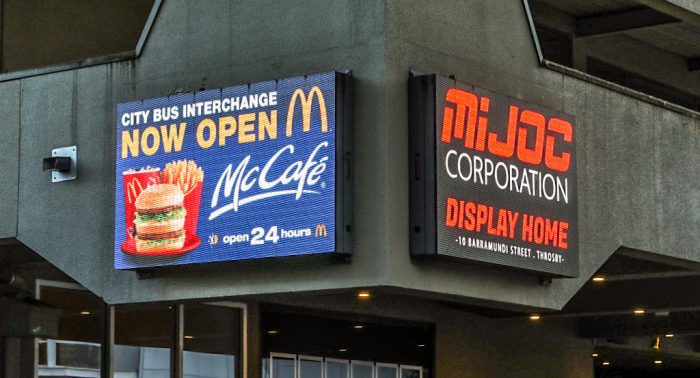 CITY BUS INTERCHANGE
NOW OPEN
McCafé
open 24 hours
MiJOC
CORPORATION
DISPLAY HOME
-10 BARRAMUNDI STREET . THROSBY-